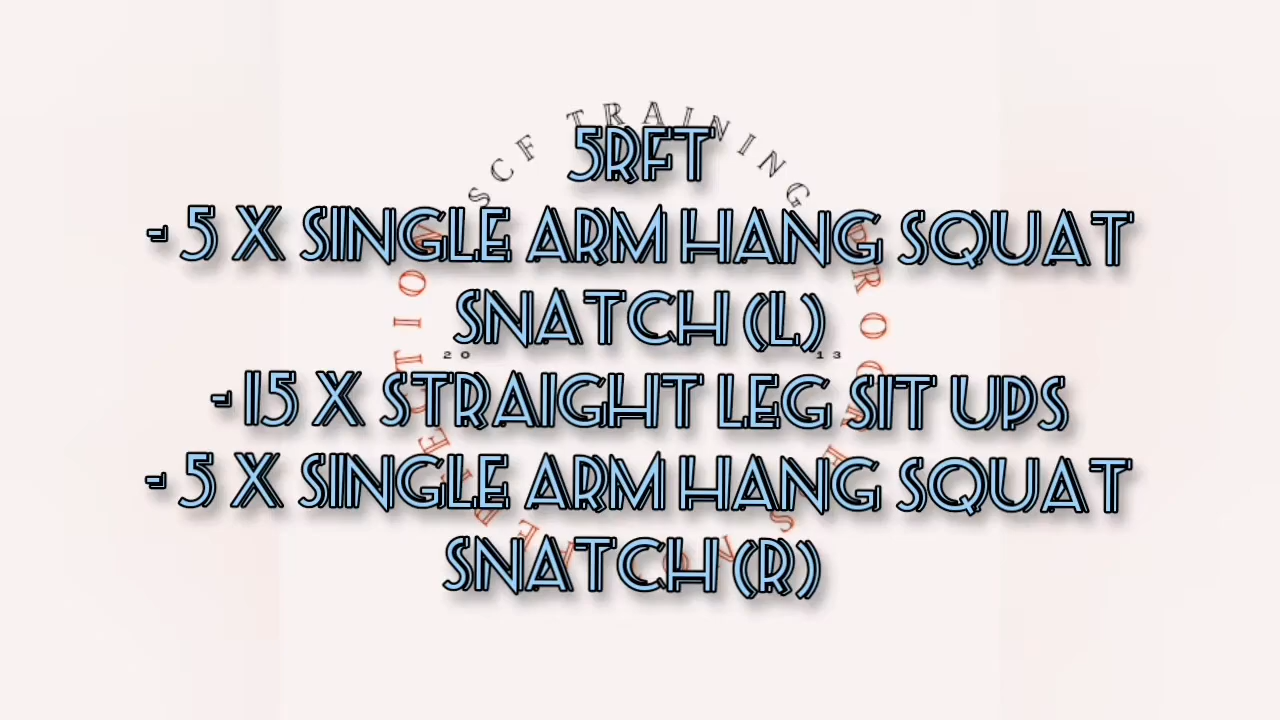 SCF TRAINING
5RFT
- 5 X SINGLE ARM HANG SQUAT
SNATCH (L)
20 13
- 15 X STRAIGHT LEG SIT UPS
- 5 X SINGLE ARM HANG SQUAT
SNATCH (R)